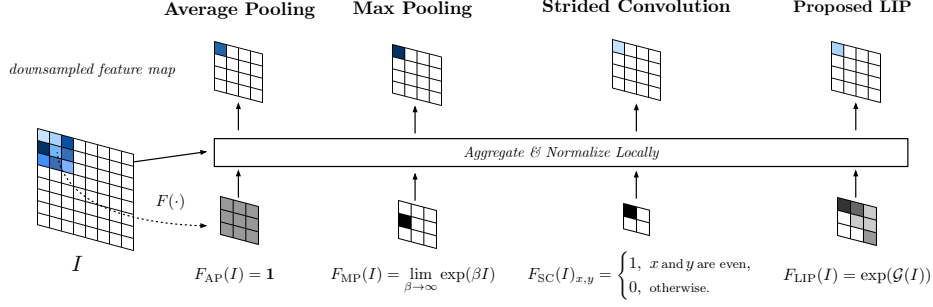 Average Pooling Max Pooling Strided Convolution Proposed LIP
downsampled feature map
Aggregate & Normalize Locally
F(·)
I
F_AP(I) = 1 F_MP(I) = lim_{β→∞} exp(βI) F_SC(I)_{x,y} = {1, x and y are even, 0, otherwise. F_LIP(I) = exp(𝒢(I))